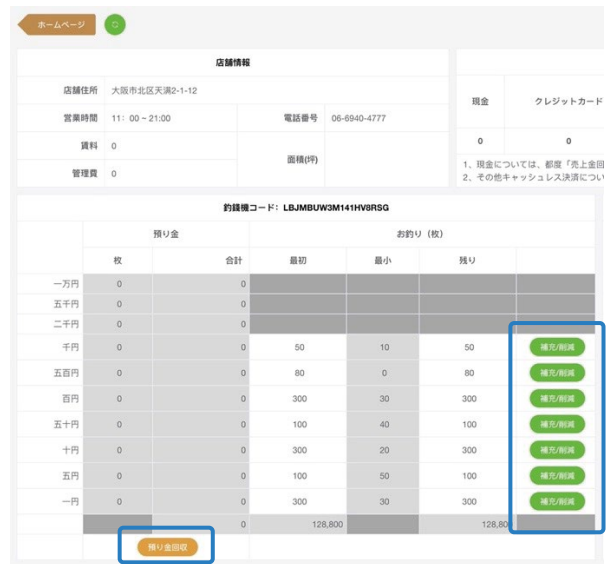 ホームページ
店舗情報
店舗住所 大阪市北区天満2-1-12
営業時間 11：00 ~ 21:00 電話番号 06-6940-4777
賃料 0 面積(坪)
管理費 0
現金 クレジットカード
0 0
1、現金については、都度「売上金回
2、その他キャッシュレス決済につい
釣銭機コード: LBJMBUW3M141HV8RSG
預り金 お釣り（枚）
枚 合計 最初 最小 残り
一万円 0 0
五千円 0 0
二千円 0 0
千円 0 0 50 10 50 補充/削減
五百円 0 0 80 0 80 補充/削減
百円 0 0 300 30 300 補充/削減
五十円 0 0 100 40 100 補充/削減
十円 0 0 300 20 300 補充/削減
五円 0 0 100 50 100 補充/削減
一円 0 0 300 30 300 補充/削減
0 128,800 128,800
預り金回収